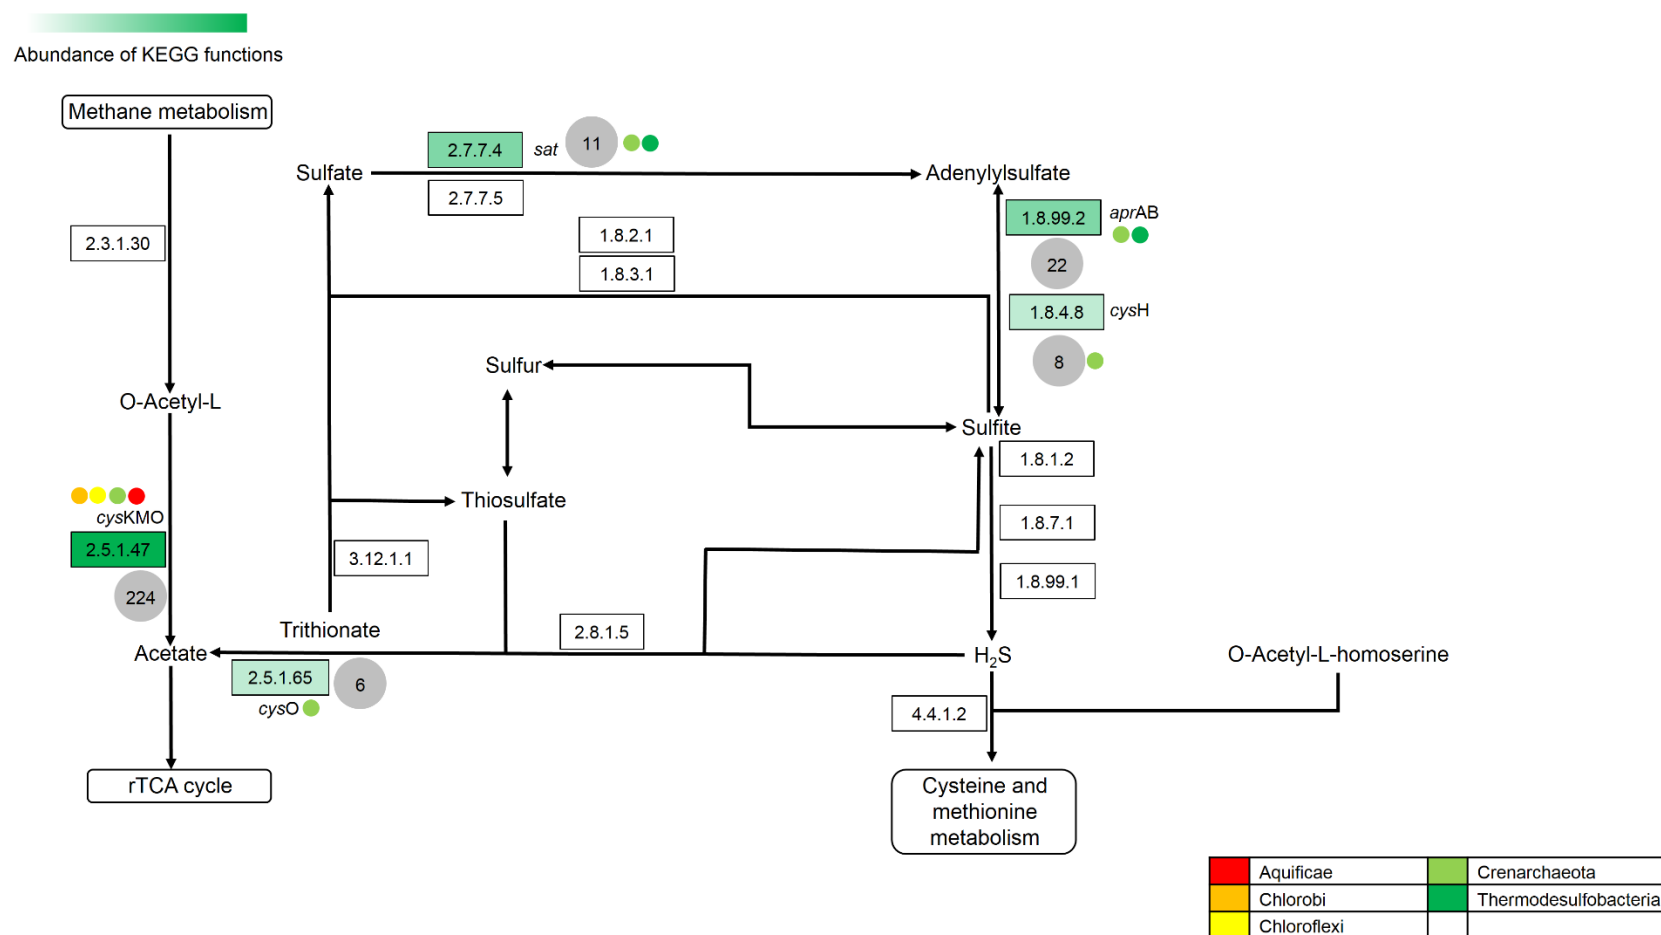 Abundance of KEGG functions
Methane metabolism
2.7.7.4
sat
11
Sulfate
Adenylylsulfate
2.7.7.5
1.8.99.2
aprAB
2.3.1.30
1.8.2.1
1.8.3.1
22
1.8.4.8
cysH
8
Sulfur
O-Acetyl-L
Sulfite
1.8.1.2
Thiosulfate
cysKMO
2.5.1.47
1.8.7.1
3.12.1.1
1.8.99.1
224
Trithionate
2.8.1.5
Acetate
H₂S
O-Acetyl-L-homoserine
2.5.1.65
6
cysO
4.4.1.2
rTCA cycle
Cysteine and
methionine
metabolism
Aquificae
Crenarchaeota
Chlorobi
Thermodesulfobacteria
Chloroflexi